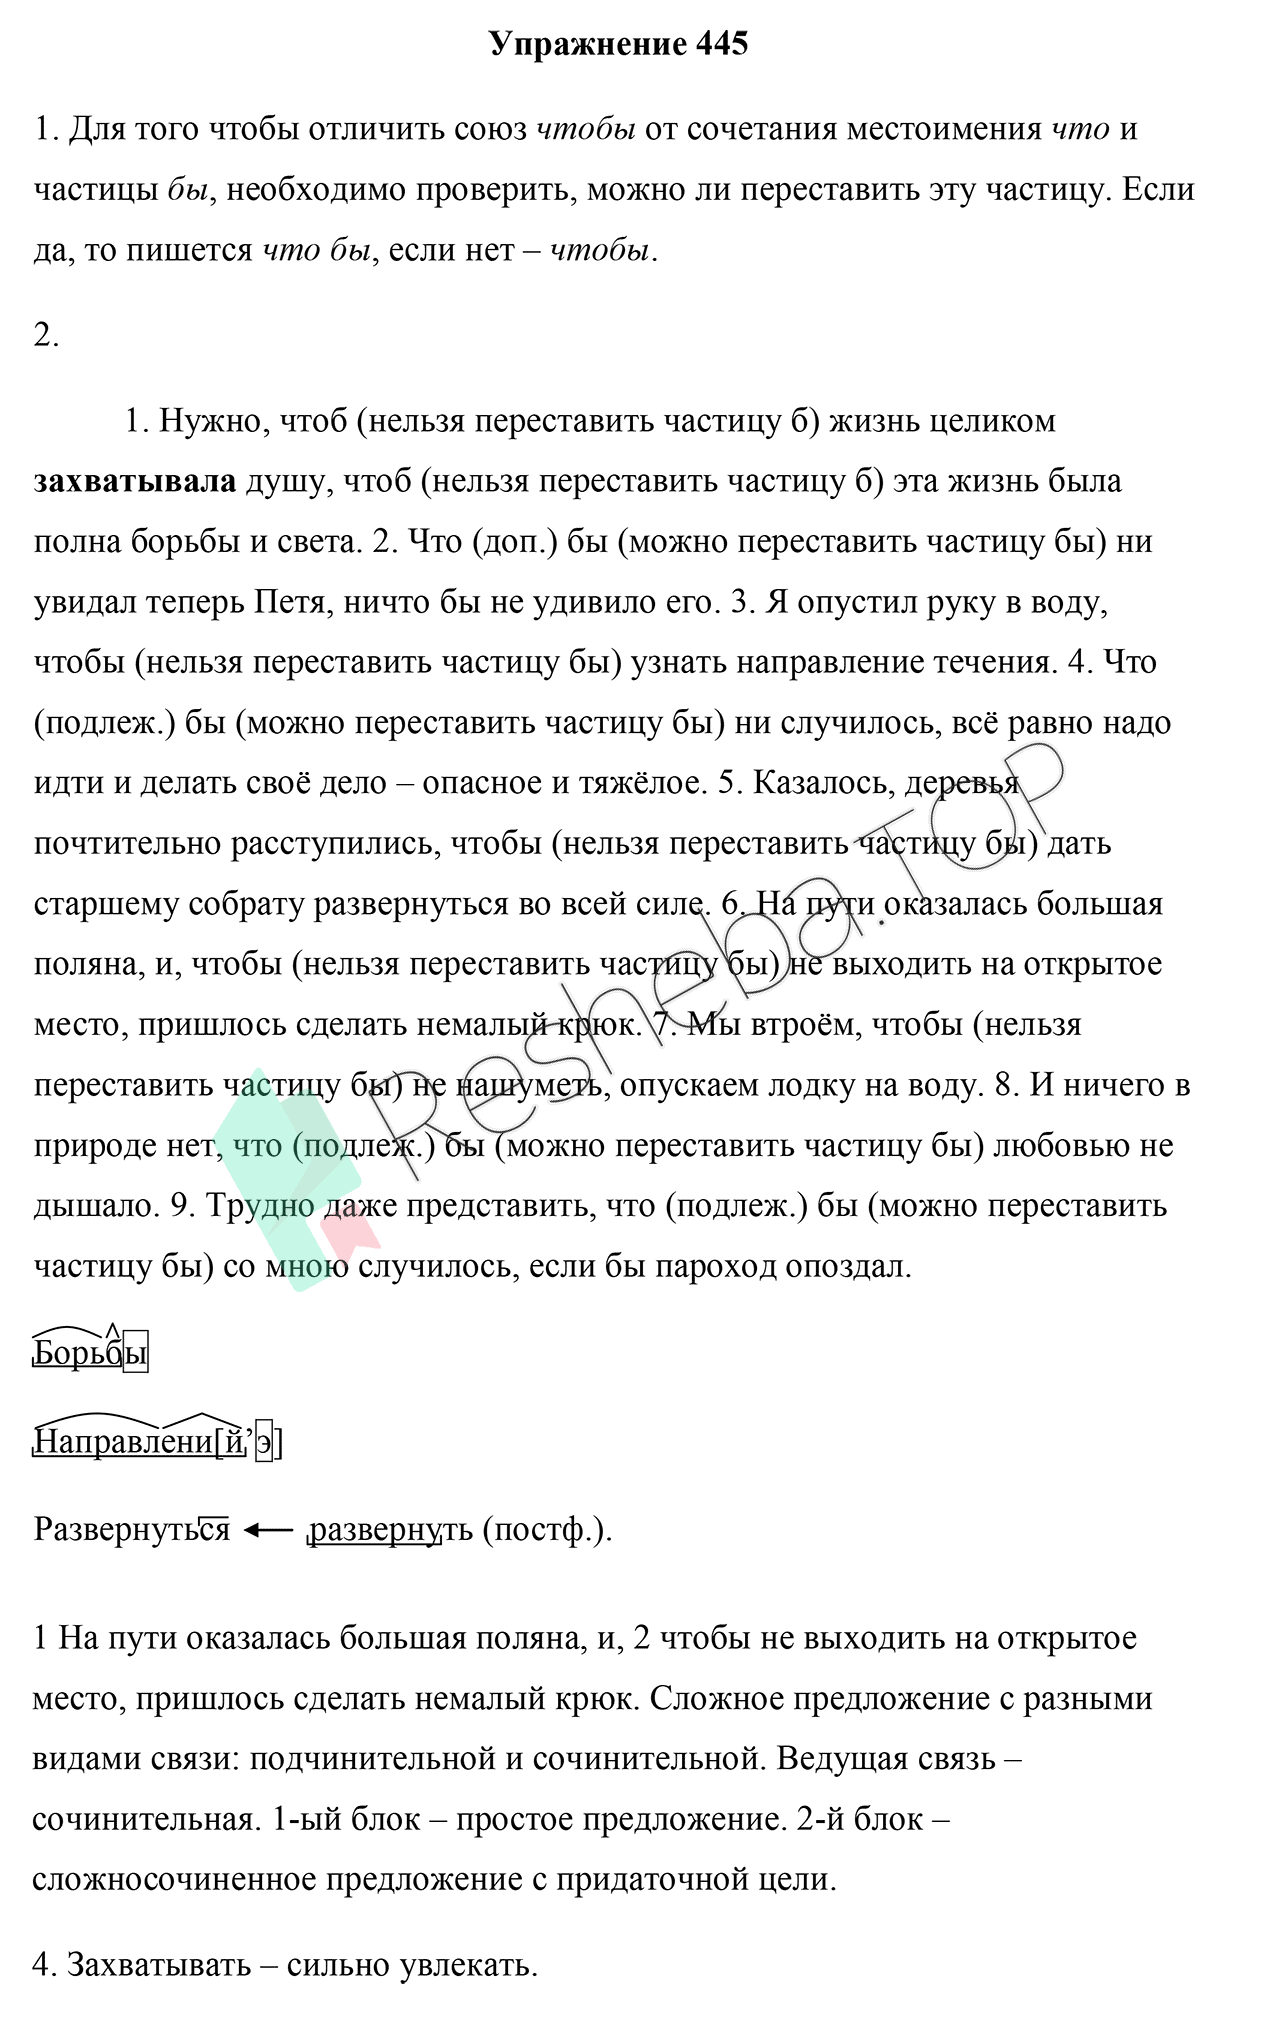 Упражнение 445
1. Для того чтобы отличить союз чтобы от сочетания местоимения что и
частицы бы, необходимо проверить, можно ли переставить эту частицу. Если
да, то пишется что бы, если нет – чтобы.
2.
1. Нужно, чтоб (нельзя переставить частицу б) жизнь целиком
захватывала душу, чтоб (нельзя переставить частицу б) эта жизнь была
полна борьбы и света. 2. Что (доп.) бы (можно переставить частицу бы) ни
увидал теперь Петя, ничто бы не удивило его. 3. Я опустил руку в воду,
чтобы (нельзя переставить частицу бы) узнать направление течения. 4. Что
(подлеж.) бы (можно переставить частицу бы) ни случилось, всё равно надо
идти и делать своё дело – опасное и тяжёлое. 5. Казалось, деревья
почтительно расступились, чтобы (нельзя переставить частицу бы) дать
старшему собрату развернуться во всей силе. 6. На пути оказалась большая
поляна, и, чтобы (нельзя переставить частицу бы) не выходить на открытое
место, пришлось сделать немалый крюк. 7. Мы втроём, чтобы (нельзя
переставить частицу бы) не нашуметь, опускаем лодку на воду. 8. И ничего в
природе нет, что (подлеж.) бы (можно переставить частицу бы) любовью не
дышало. 9. Трудно даже представить, что (подлеж.) бы (можно переставить
частицу бы) со мною случилось, если бы пароход опоздал.
Resheba.TOP
Борьбы
Направлени[й’э]
Развернуться ← развернуть (постф.).
1 На пути оказалась большая поляна, и, 2 чтобы не выходить на открытое
место, пришлось сделать немалый крюк. Сложное предложение с разными
видами связи: подчинительной и сочинительной. Ведущая связь –
сочинительная. 1-ый блок – простое предложение. 2-й блок –
сложносочиненное предложение с придаточной цели.
4. Захватывать – сильно увлекать.